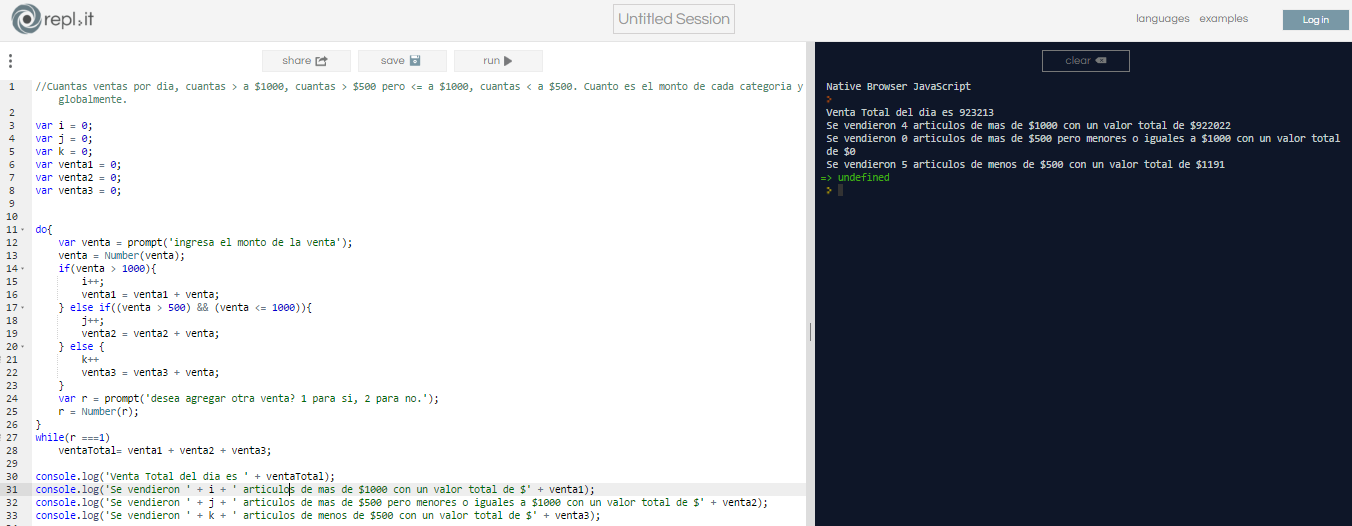 repl.it
Untitled Session
languages examples Log in
share save run
clear
1 //Cuantas ventas por dia, cuantas > a $1000, cuantas > $500 pero <= a $1000, cuantas < a $500. Cuanto es el monto de cada categoria y
globalmente.
2
3 var i = 0;
4 var j = 0;
5 var k = 0;
6 var venta1 = 0;
7 var venta2 = 0;
8 var venta3 = 0;
9
10
11 do{
12 var venta = prompt('ingresa el monto de la venta');
13 venta = Number(venta);
14 if(venta > 1000){
15 i++;
16 venta1 = venta1 + venta;
17 } else if((venta > 500) && (venta <= 1000)){
18 j++;
19 venta2 = venta2 + venta;
20 } else {
21 k++
22 venta3 = venta3 + venta;
23 }
24 var r = prompt('desea agregar otra venta? 1 para si, 2 para no.');
25 r = Number(r);
26 }
27 while(r ===1)
28 ventaTotal= venta1 + venta2 + venta3;
29
30 console.log('Venta Total del dia es ' + ventaTotal);
31 console.log('Se vendieron ' + i + ' articulos de mas de $1000 con un valor total de $' + venta1);
32 console.log('Se vendieron ' + j + ' articulos de mas de $500 pero menores o iguales a $1000 con un valor total de $' + venta2);
33 console.log('Se vendieron ' + k + ' articulos de menos de $500 con un valor total de $' + venta3);
Native Browser JavaScript
Venta Total del dia es 923213
Se vendieron 4 articulos de mas de $1000 con un valor total de $922022
Se vendieron 0 articulos de mas de $500 pero menores o iguales a $1000 con un valor total
de $0
Se vendieron 5 articulos de menos de $500 con un valor total de $1191
=> undefined